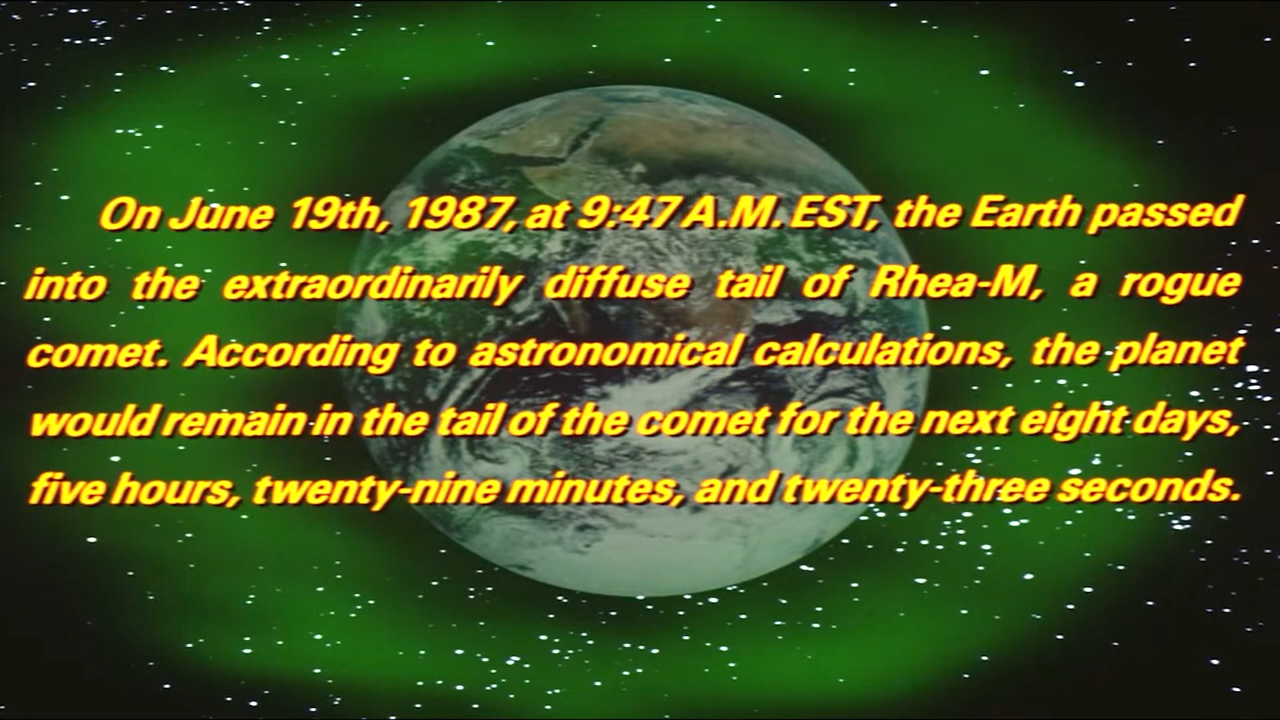 On June 19th, 1987, at 9:47 A.M. EST, the Earth passed
into the extraordinarily diffuse tail of Rhea-M, a rogue
comet. According to astronomical calculations, the planet
would remain in the tail of the comet for the next eight days,
five hours, twenty-nine minutes, and twenty-three seconds.